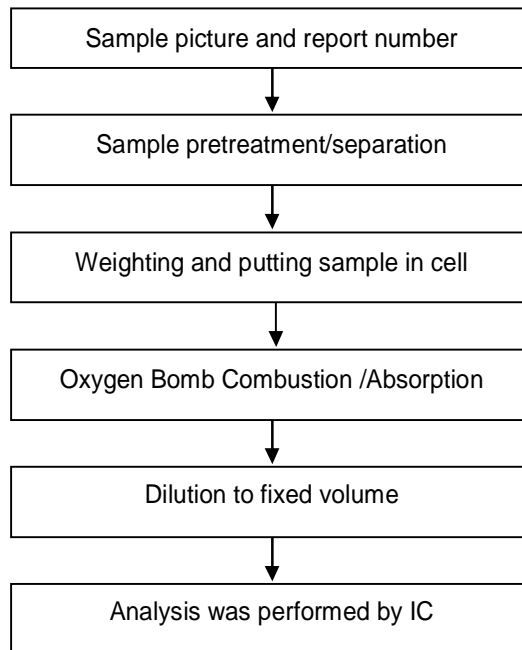 Sample picture and report number
Sample pretreatment/separation
Weighting and putting sample in cell
Oxygen Bomb Combustion /Absorption
Dilution to fixed volume
Analysis was performed by IC